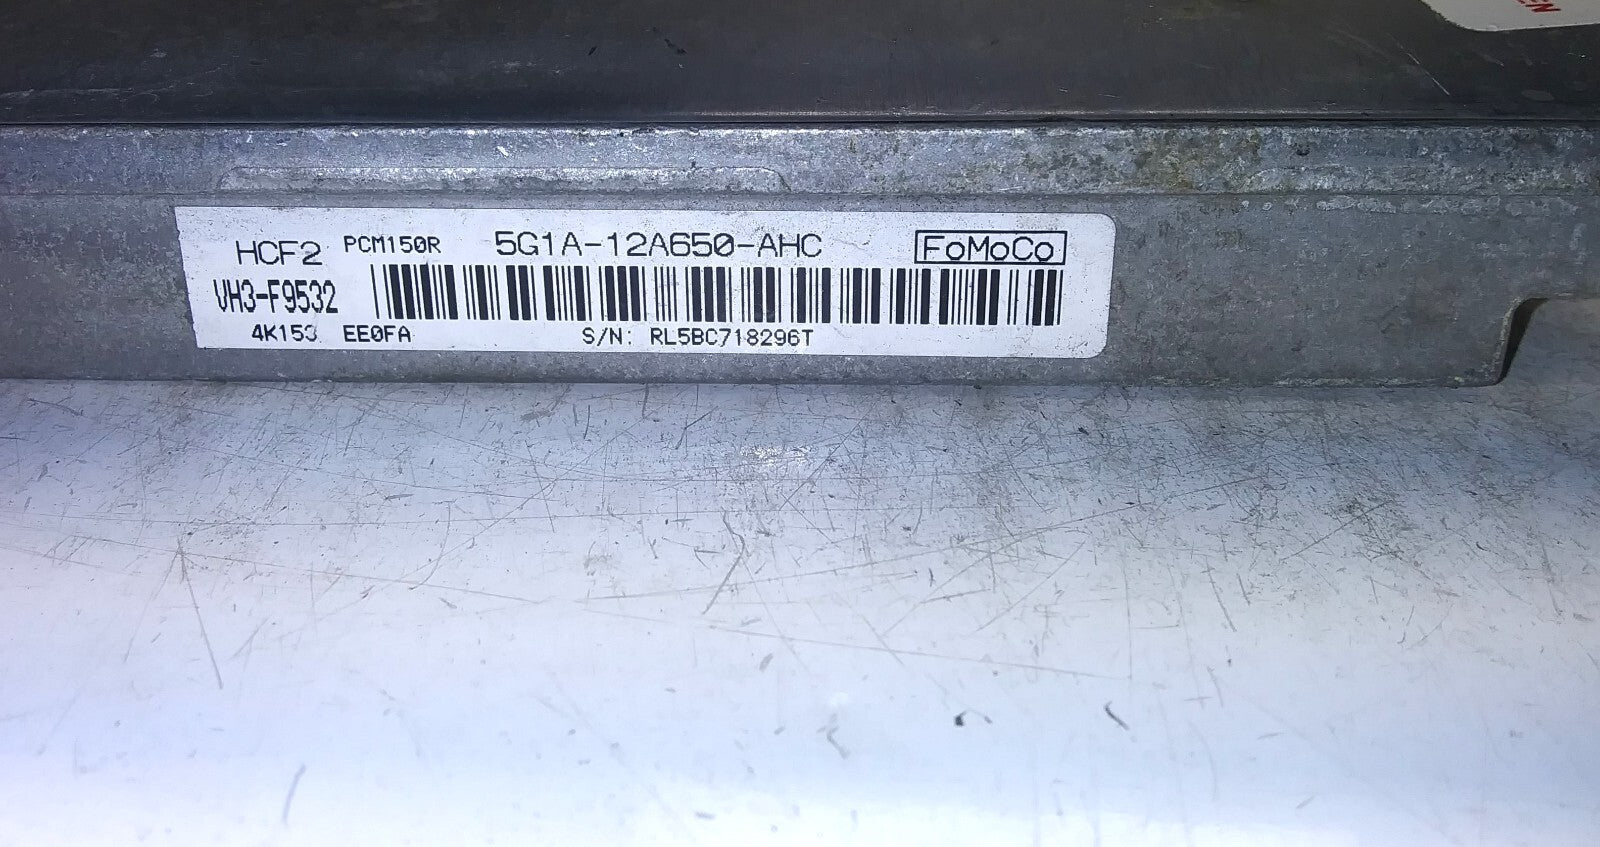 HCF2 PCM150R 5G1A-12A650-AHC FoMoCo
VH3-F9532
4K153 EE0FA S/N: RL5BC718296T